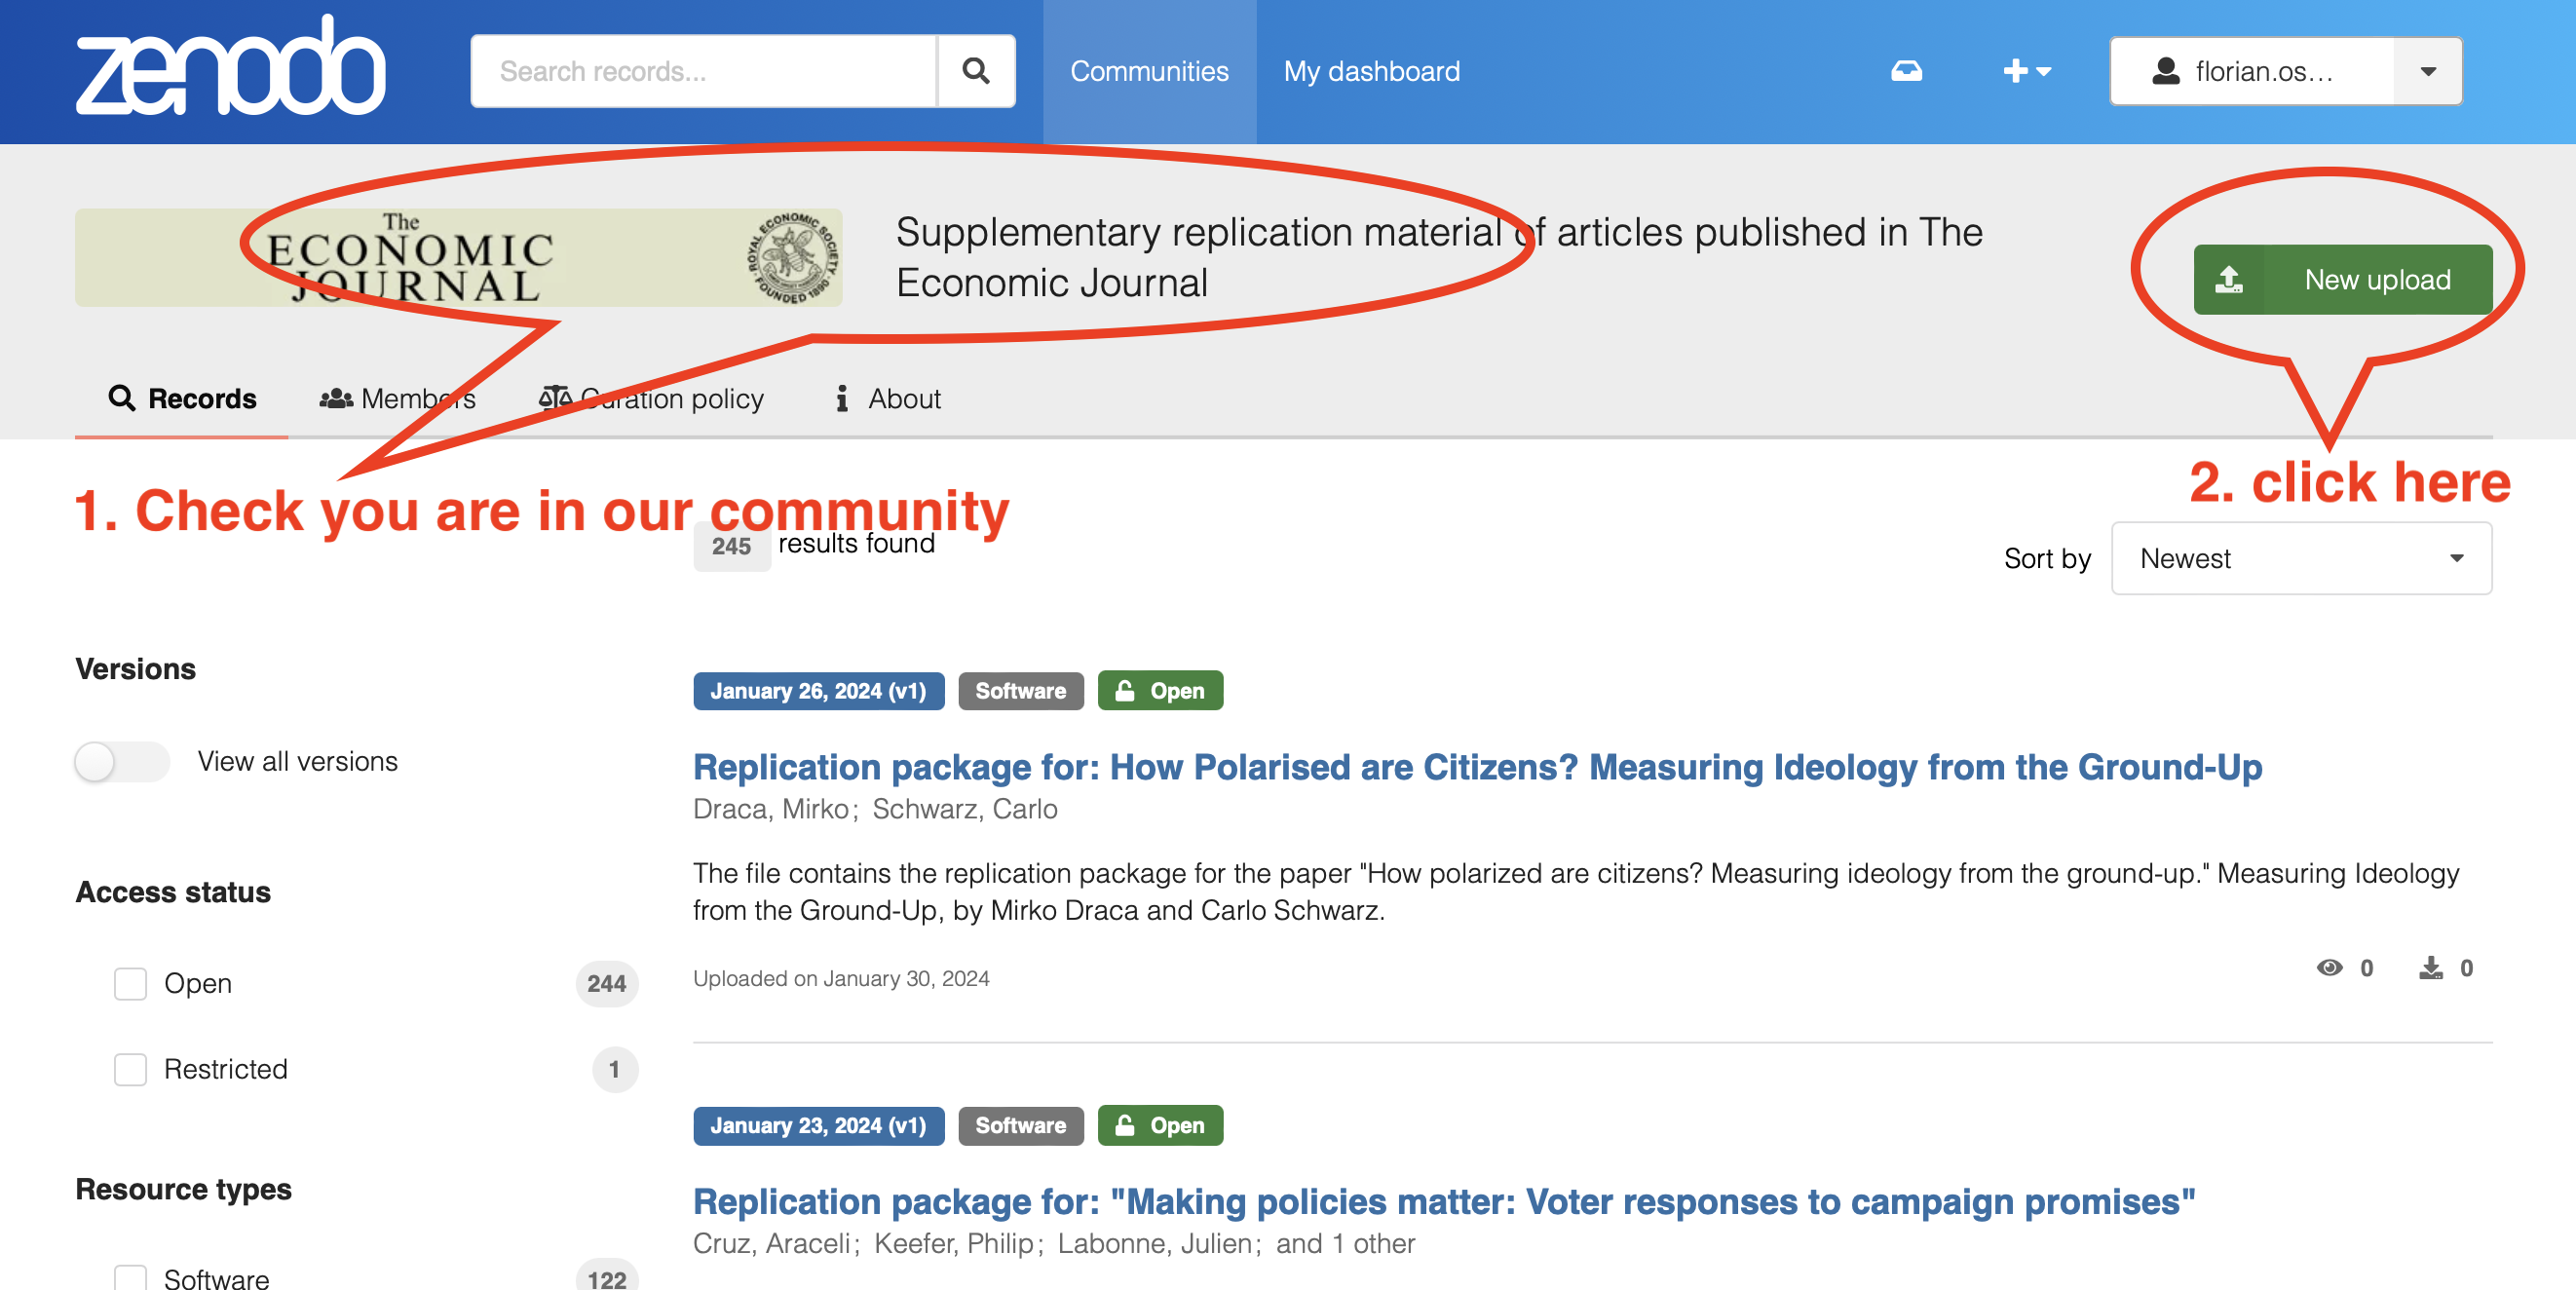 zenodo
Search records...
Communities
My dashboard
florian.os...
The
ECONOMIC
JOURNAL
ROYAL ECONOMIC SOCIETY
FOUNDED 1890
Supplementary replication material of articles published in The
Economic Journal
New upload
Records
Members
Curation policy
About
1. Check you are in our community
2. click here
245 results found
Sort by
Newest
Versions
View all versions
Access status
Open 244
Restricted 1
Resource types
Software 122
January 26, 2024 (v1) Software Open
Replication package for: How Polarised are Citizens? Measuring Ideology from the Ground-Up
Draca, Mirko; Schwarz, Carlo
The file contains the replication package for the paper "How polarized are citizens? Measuring ideology from the ground-up." Measuring Ideology
from the Ground-Up, by Mirko Draca and Carlo Schwarz.
Uploaded on January 30, 2024
0 0
January 23, 2024 (v1) Software Open
Replication package for: "Making policies matter: Voter responses to campaign promises"
Cruz, Araceli; Keefer, Philip; Labonne, Julien; and 1 other